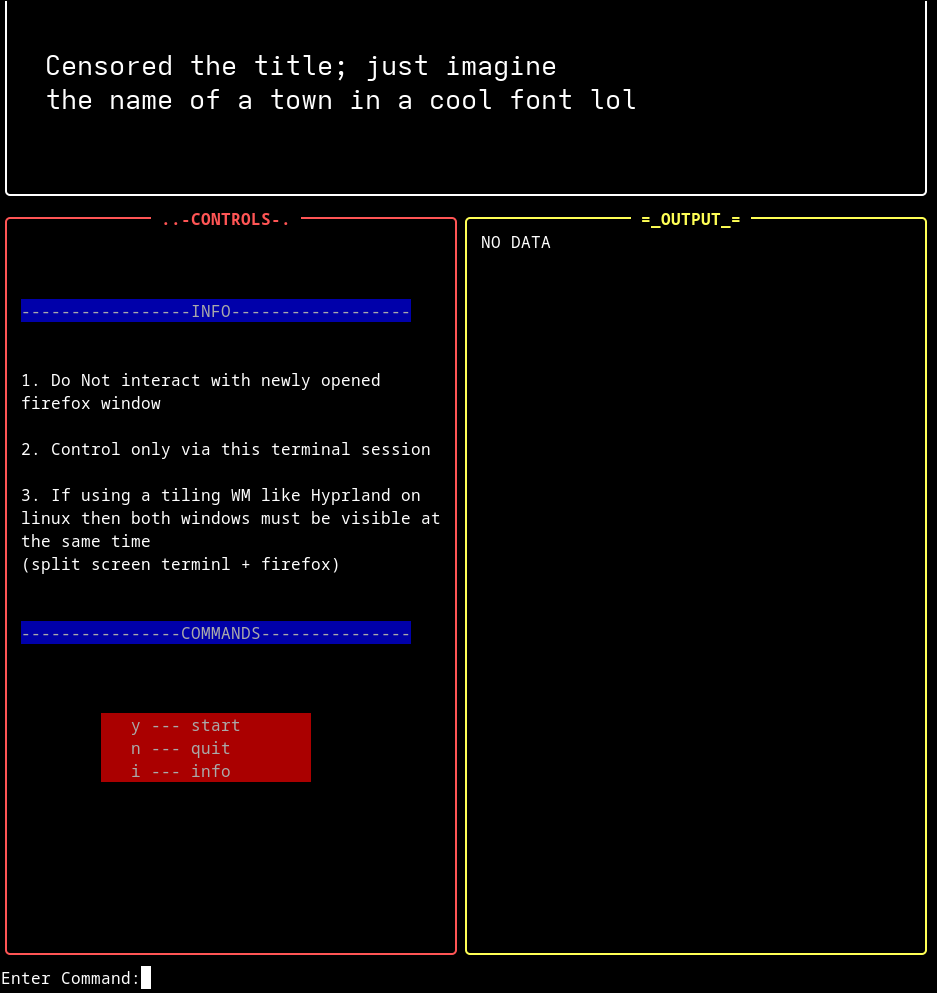 Censored the title; just imagine
the name of a town in a cool font lol
..-CONTROLS-.
-----------------INFO------------------
1. Do Not interact with newly opened
firefox window
2. Control only via this terminal session
3. If using a tiling WM like Hyprland on
linux then both windows must be visible at
the same time
(split screen terminl + firefox)
----------------COMMANDS---------------
y --- start
n --- quit
i --- info
=_OUTPUT_=
NO DATA
Enter Command: